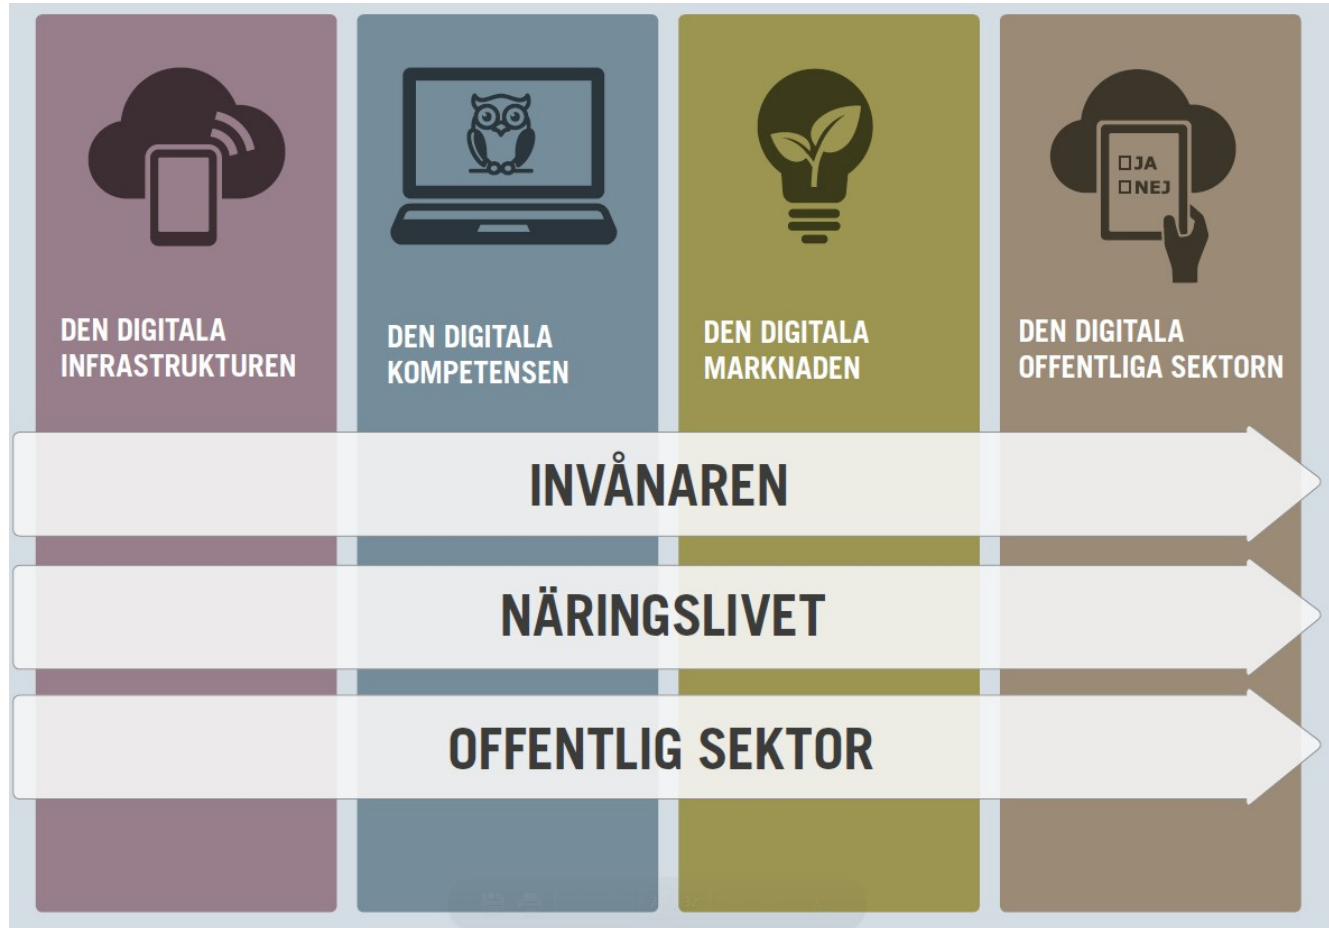 JA
NEJ
DEN DIGITALA
INFRASTRUKTUREN
DEN DIGITALA
KOMPETENSEN
DEN DIGITALA
MARKNADEN
DEN DIGITALA
OFFENTLIGA SEKTORN
INVÅNAREN
NÄRINGSLIVET
OFFENTLIG SEKTOR